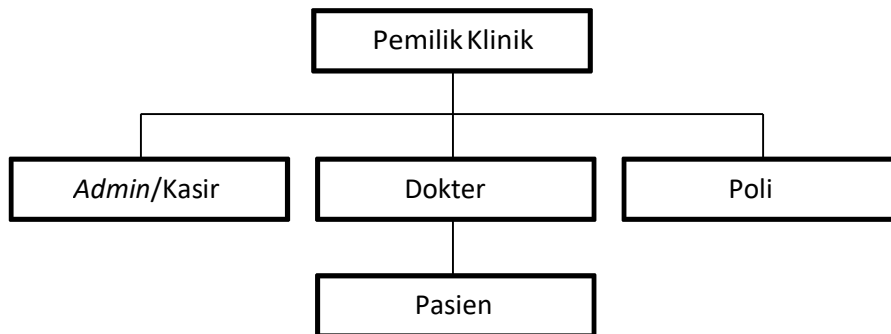 Pemilik Klinik
Admin/Kasir
Dokter
Poli
Pasien